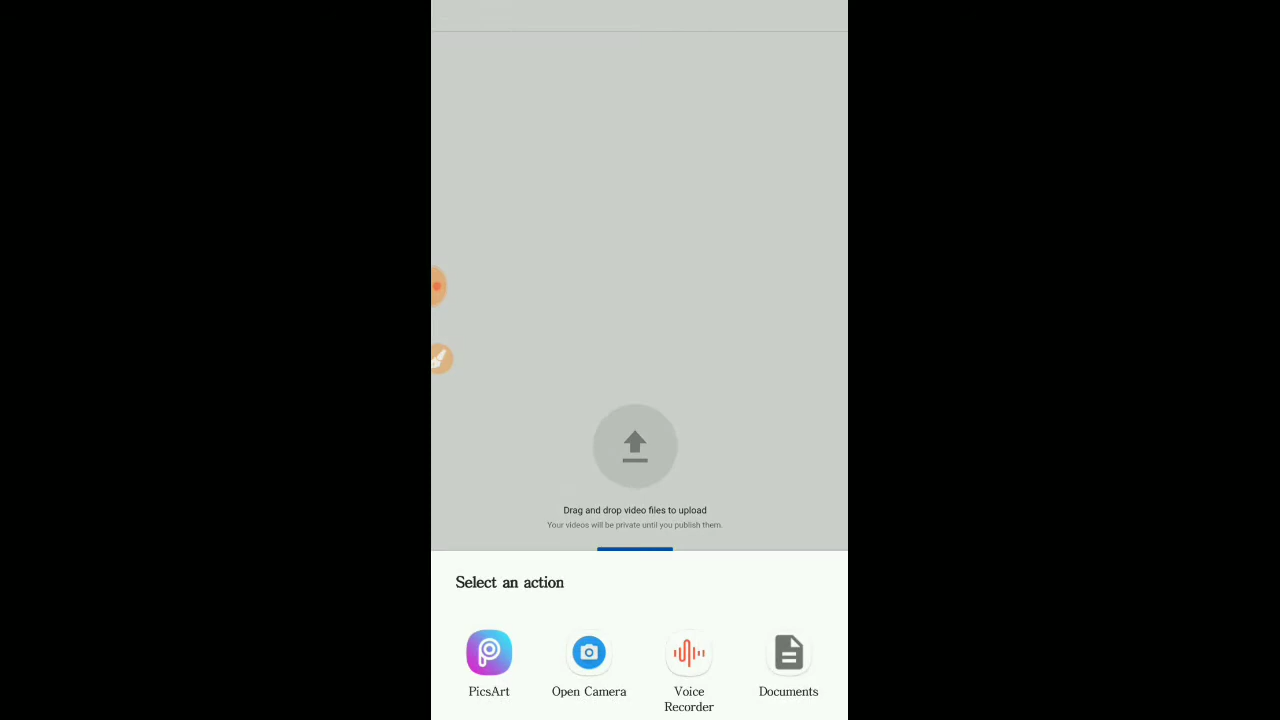 Drag and drop video files to upload
Your videos will be private until you publish them.
Select an action
PicsArt
Open Camera
Voice
Recorder
Documents